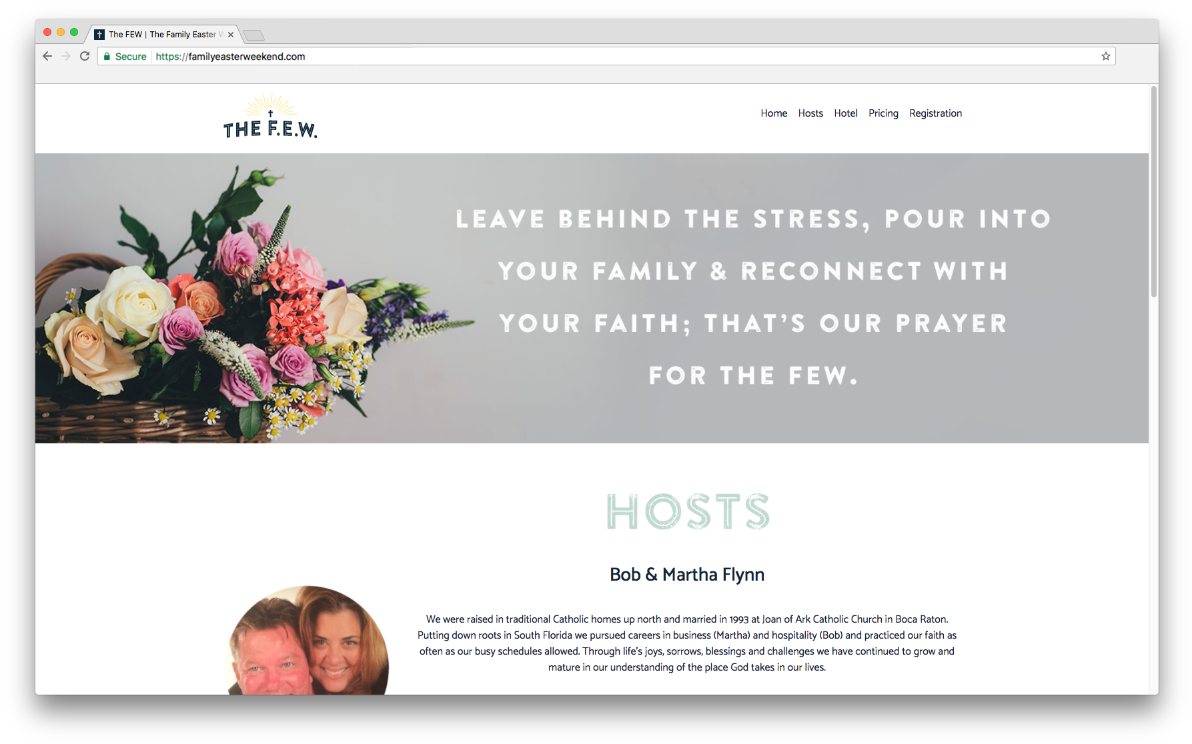 The FEW | The Family Easter W
Secure https://familyeasterweekend.com
THE F.E.W.
Home Hosts Hotel Pricing Registration
LEAVE BEHIND THE STRESS, POUR INTO
YOUR FAMILY & RECONNECT WITH
YOUR FAITH; THAT'S OUR PRAYER
FOR THE FEW.
HOSTS
Bob & Martha Flynn
We were raised in traditional Catholic homes up north and married in 1993 at Joan of Ark Catholic Church in Boca Raton.
Putting down roots in South Florida we pursued careers in business (Martha) and hospitality (Bob) and practiced our faith as
often as our busy schedules allowed. Through life's joys, sorrows, blessings and challenges we have continued to grow and
mature in our understanding of the place God takes in our lives.